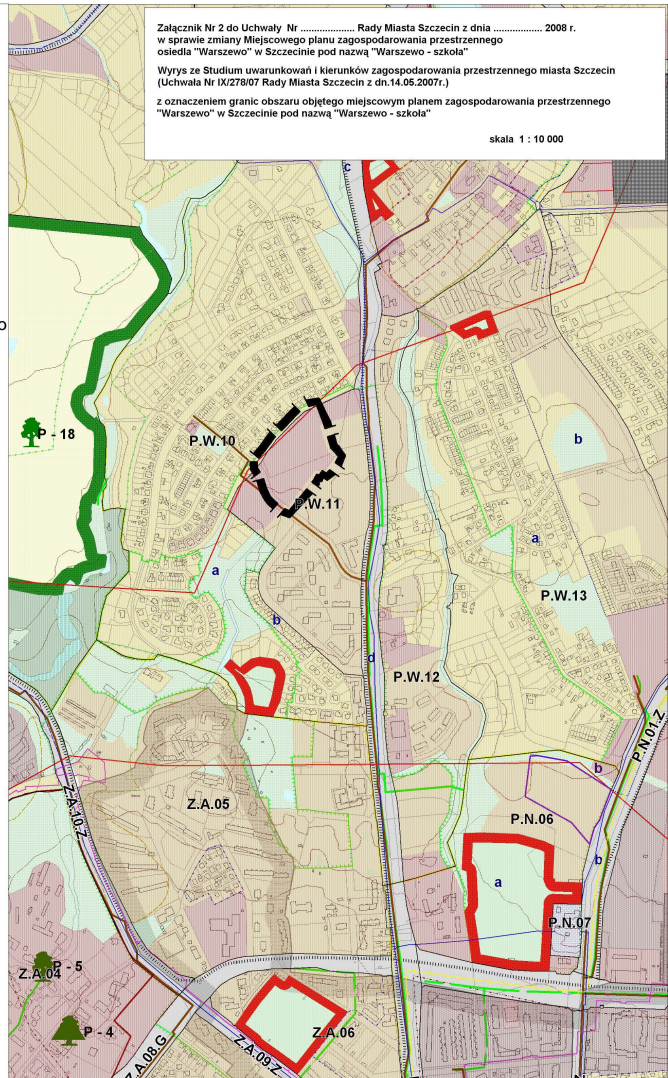 Załącznik Nr 2 do Uchwały Nr ................... Rady Miasta Szczecin z dnia ................. 2008 r.
w sprawie zmiany Miejscowego planu zagospodarowania przestrzennego
osiedla "Warszewo" w Szczecinie pod nazwą "Warszewo - szkoła"
Wyrys ze Studium uwarunkowań i kierunków zagospodarowania przestrzennego miasta Szczecin
(Uchwała Nr IX/278/07 Rady Miasta Szczecin z dn.14.05.2007r.)
z oznaczeniem granic obszaru objętego miejscowym planem zagospodarowania przestrzennego
"Warszewo" w Szczecinie pod nazwą "Warszewo - szkoła"
skala 1 : 10 000
c
O
P - 18
P.W.10
b
P.W.11
a
a
P.W.13
b
d
P.W.12
P.N.01.Z
b
Z.A.10.Z
Z.A.05
P.N.06
b
a
P.N.07
P - 5
Z.A.04
P - 4
Z.A.06
Z.A.08.G
Z.A.09.Z